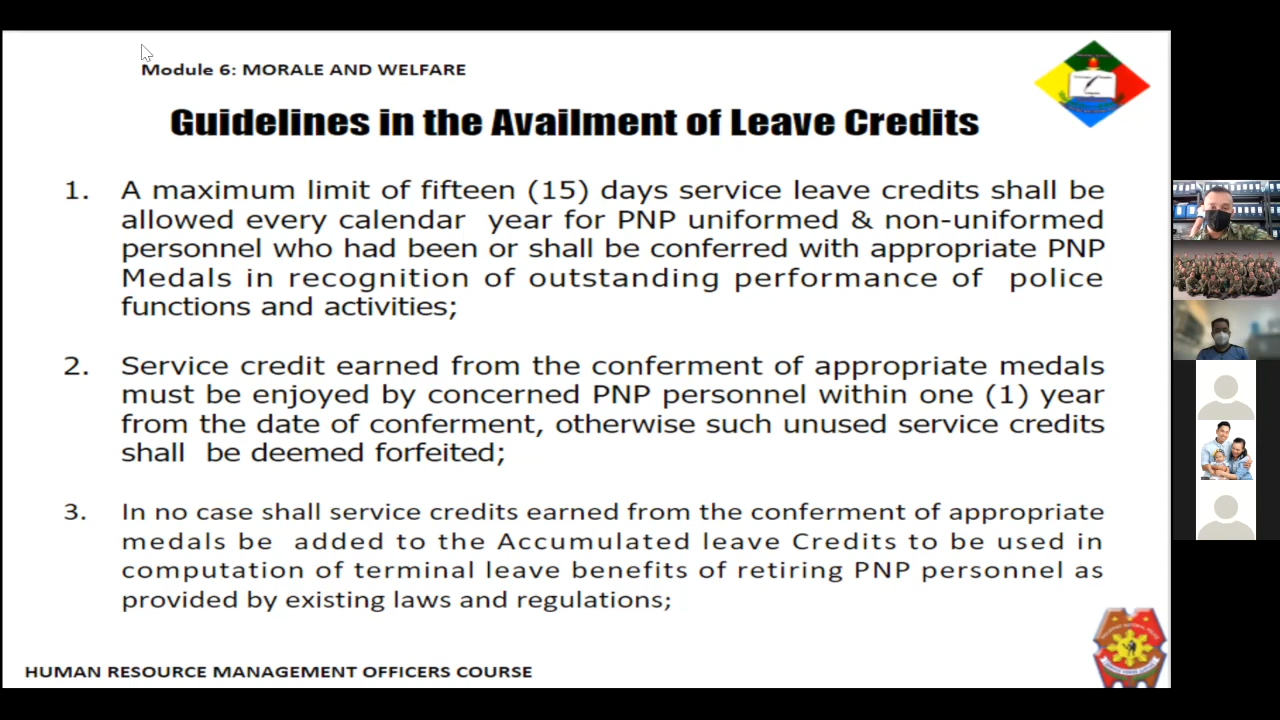 Module 6: MORALE AND WELFARE
Guidelines in the Availment of Leave Credits
1. A maximum limit of fifteen (15) days service leave credits shall be
allowed every calendar year for PNP uniformed & non-uniformed
personnel who had been or shall be conferred with appropriate PNP
Medals in recognition of outstanding performance of police
functions and activities;
2. Service credit earned from the conferment of appropriate medals
must be enjoyed by concerned PNP personnel within one (1) year
from the date of conferment, otherwise such unused service credits
shall be deemed forfeited;
3. In no case shall service credits earned from the conferment of appropriate
medals be added to the Accumulated leave Credits to be used in
computation of terminal leave benefits of retiring PNP personnel as
provided by existing laws and regulations;
HUMAN RESOURCE MANAGEMENT OFFICERS COURSE